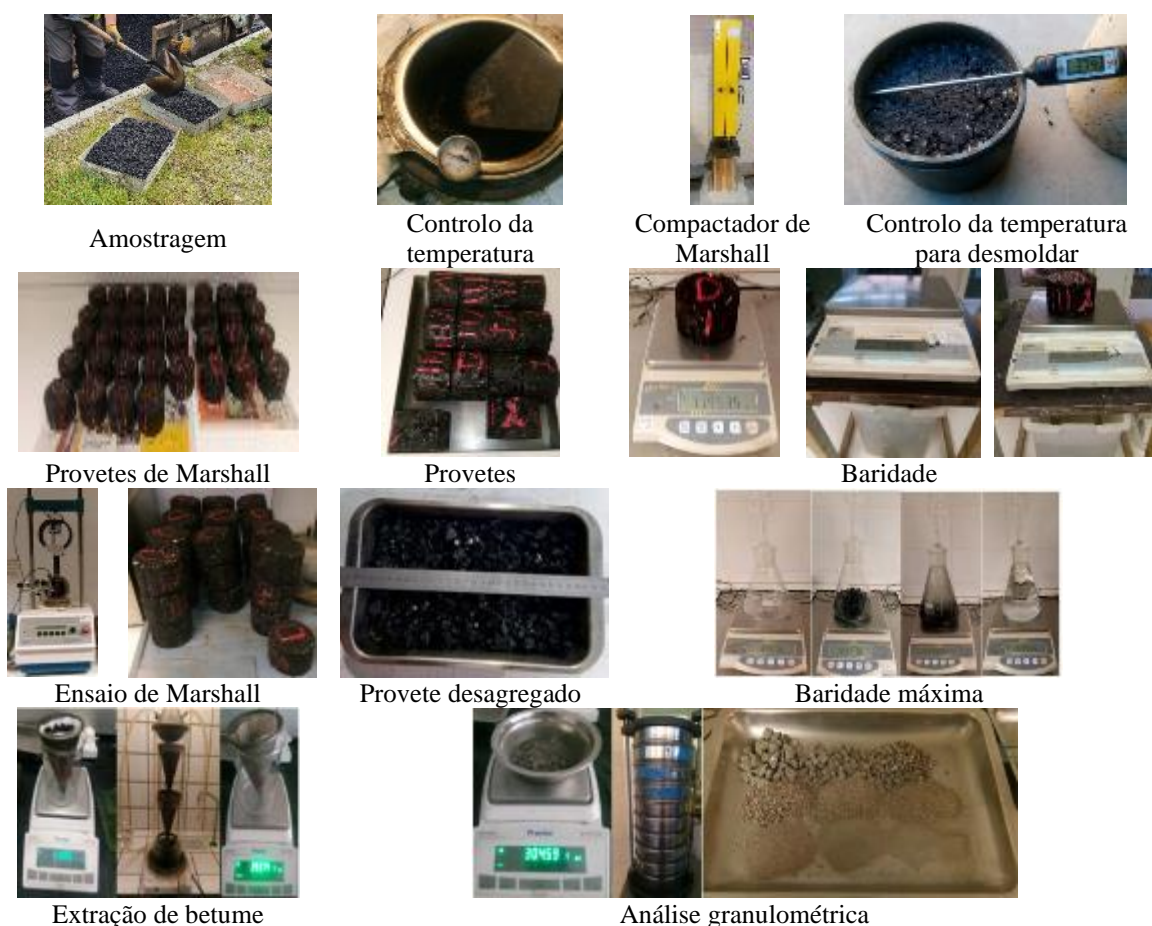 Amostragem
Controlo da
temperatura
Compactador de
Marshall
Controlo da temperatura
para desmoldar
Provetes de Marshall
Provetes
Baridade
Ensaio de Marshall
Provete desagregado
Baridade máxima
Extração de betume
Análise granulométrica